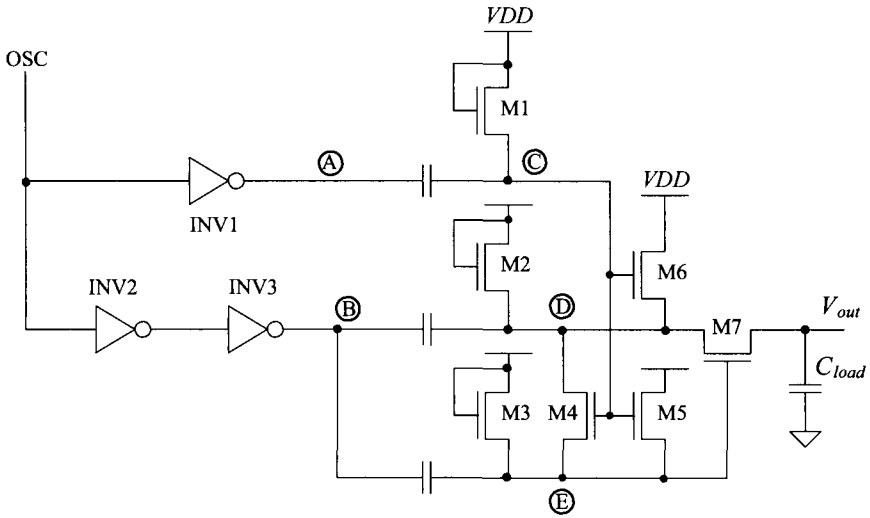 VDD
OSC
M1
A
C
INV1
VDD
M2
M6
INV2
INV3
B
D
M7
Vout
M3
M4
M5
Cload
E